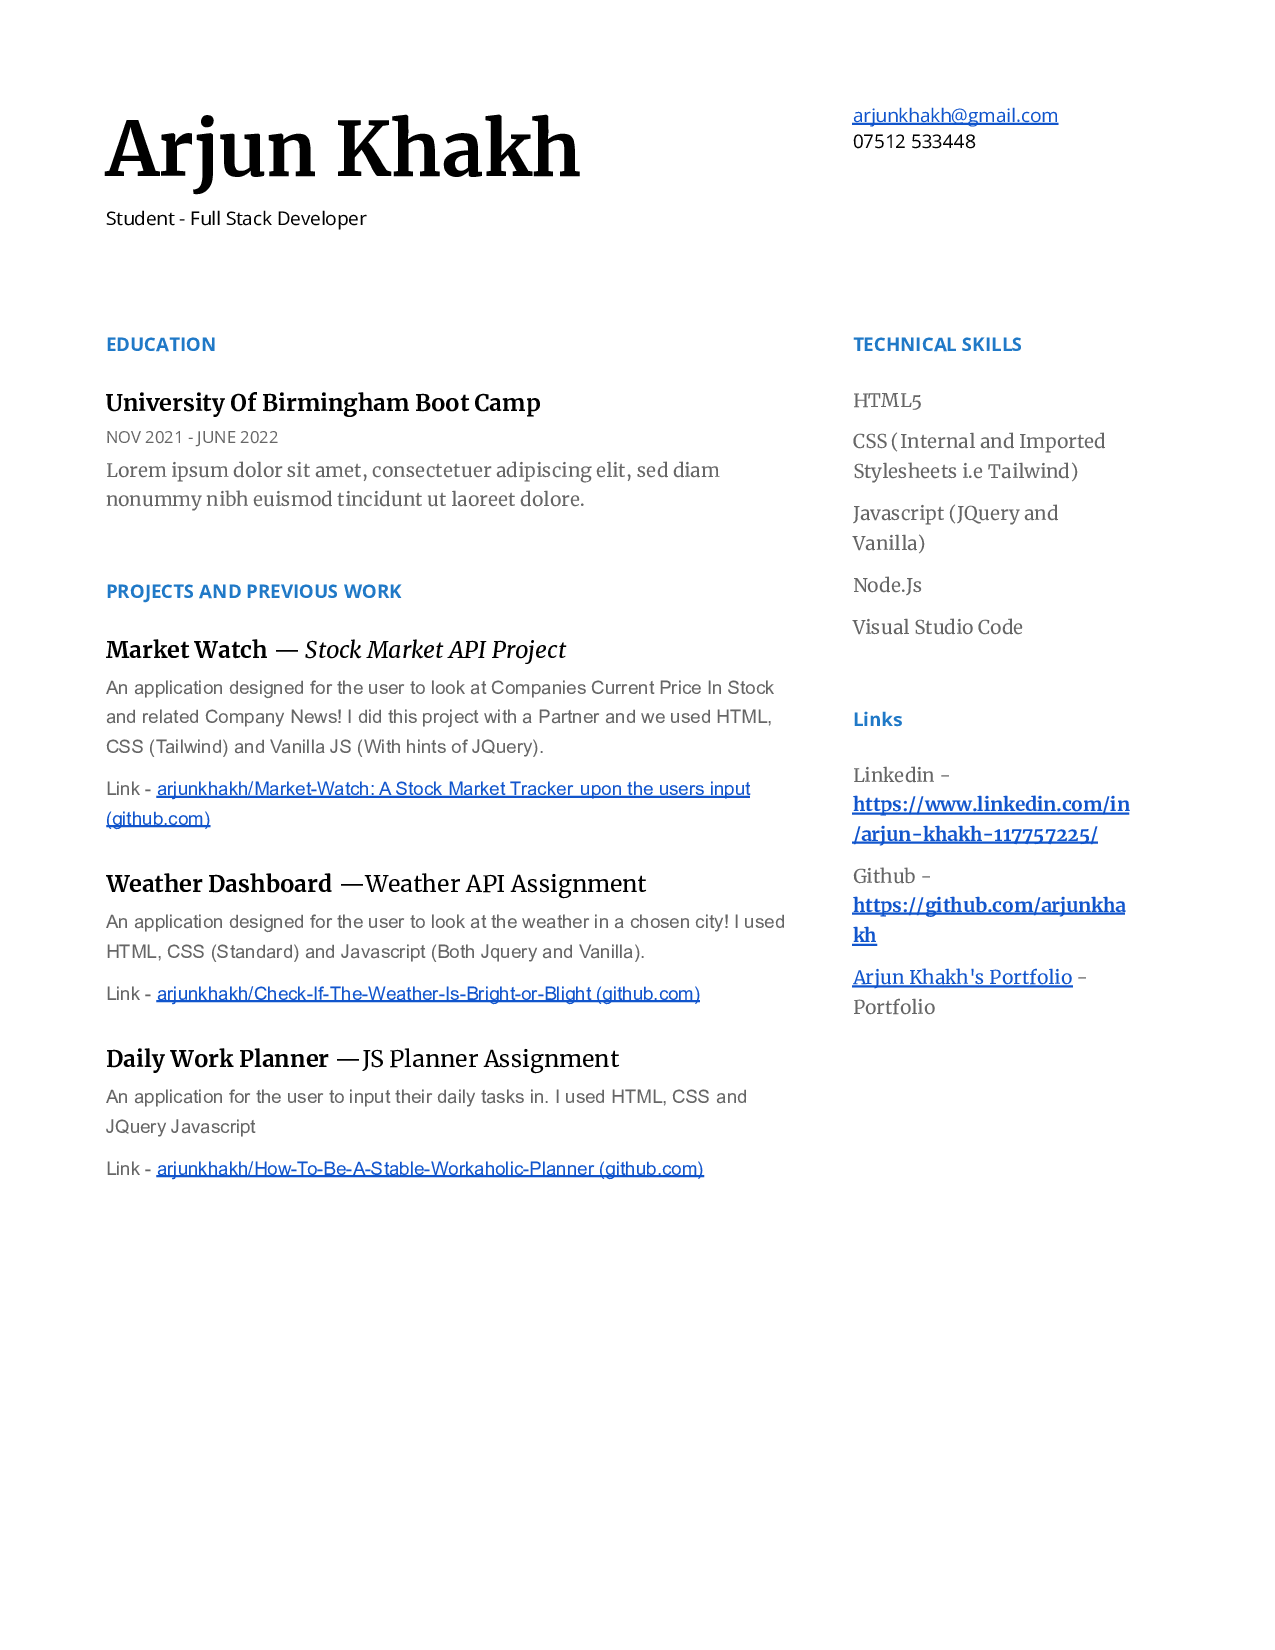 Arjun Khakh
Student - Full Stack Developer
arjunkhakh@gmail.com
07512 533448
EDUCATION
University Of Birmingham Boot Camp
NOV 2021 - JUNE 2022
Lorem ipsum dolor sit amet, consectetuer adipiscing elit, sed diam
nonummy nibh euismod tincidunt ut laoreet dolore.
PROJECTS AND PREVIOUS WORK
Market Watch — Stock Market API Project
An application designed for the user to look at Companies Current Price In Stock
and related Company News! I did this project with a Partner and we used HTML,
CSS (Tailwind) and Vanilla JS (With hints of JQuery).
Link - arjunkhakh/Market-Watch: A Stock Market Tracker upon the users input
(github.com)
Weather Dashboard —Weather API Assignment
An application designed for the user to look at the weather in a chosen city! I used
HTML, CSS (Standard) and Javascript (Both Jquery and Vanilla).
Link - arjunkhakh/Check-If-The-Weather-Is-Bright-or-Blight (github.com)
Daily Work Planner —JS Planner Assignment
An application for the user to input their daily tasks in. I used HTML, CSS and
JQuery Javascript
Link - arjunkhakh/How-To-Be-A-Stable-Workaholic-Planner (github.com)
TECHNICAL SKILLS
HTML5
CSS (Internal and Imported
Stylesheets i.e Tailwind)
Javascript (JQuery and
Vanilla)
Node.Js
Visual Studio Code
Links
Linkedin -
https://www.linkedin.com/in
/arjun-khakh-117757225/
Github -
https://github.com/arjunkha
kh
Arjun Khakh's Portfolio -
Portfolio